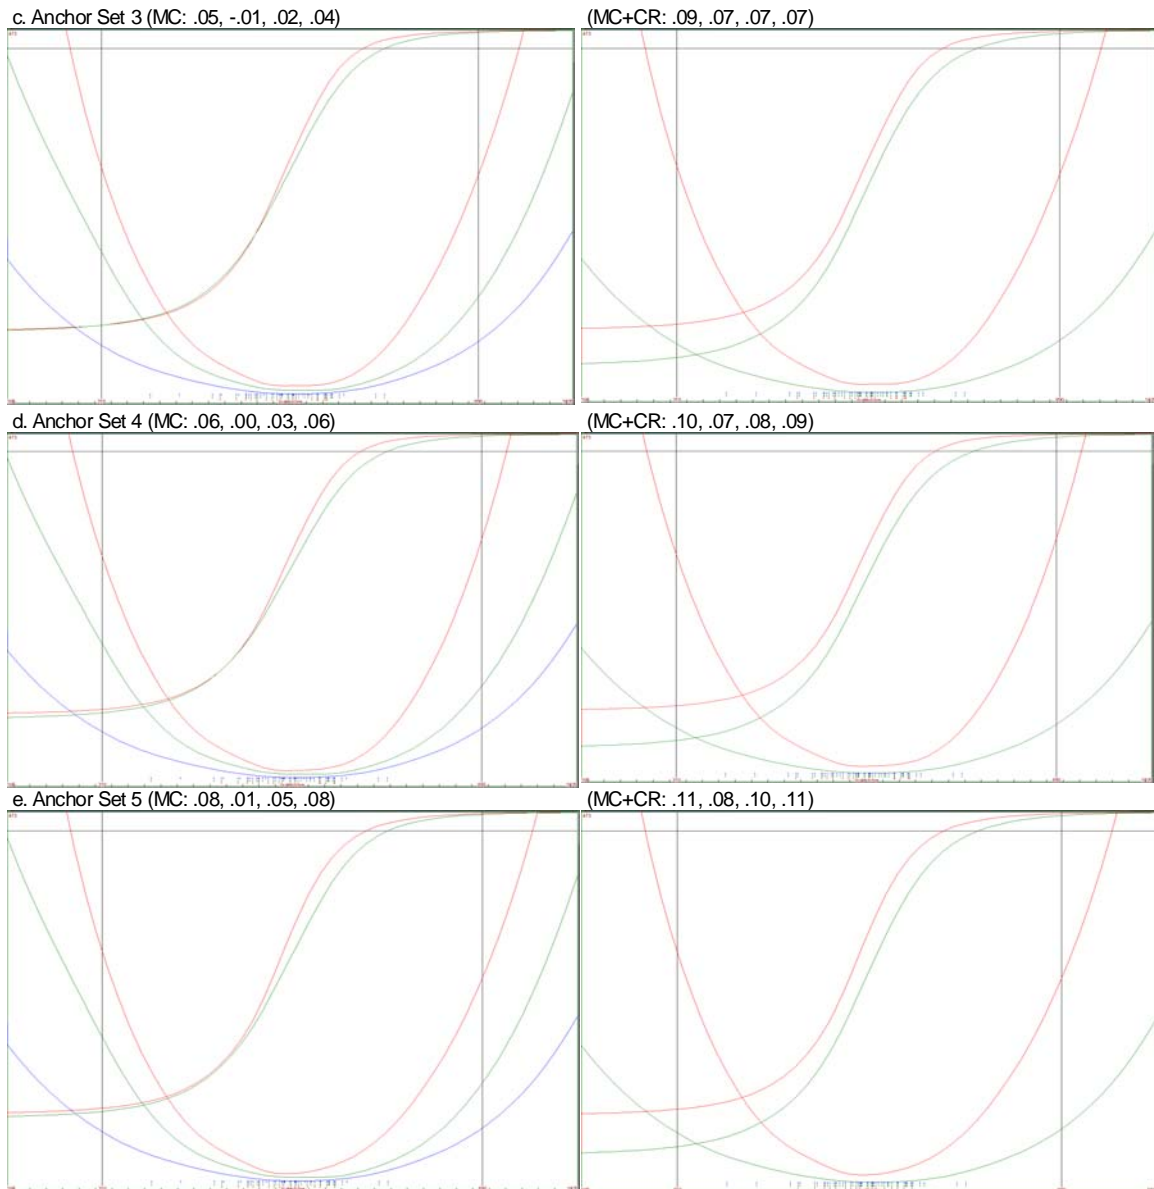 c. Anchor Set 3 (MC: .05, -.01, .02, .04)
(MC+CR: .09, .07, .07, .07)
d. Anchor Set 4 (MC: .06, .00, .03, .06)
(MC+CR: .10, .07, .08, .09)
e. Anchor Set 5 (MC: .08, .01, .05, .08)
(MC+CR: .11, .08, .10, .11)